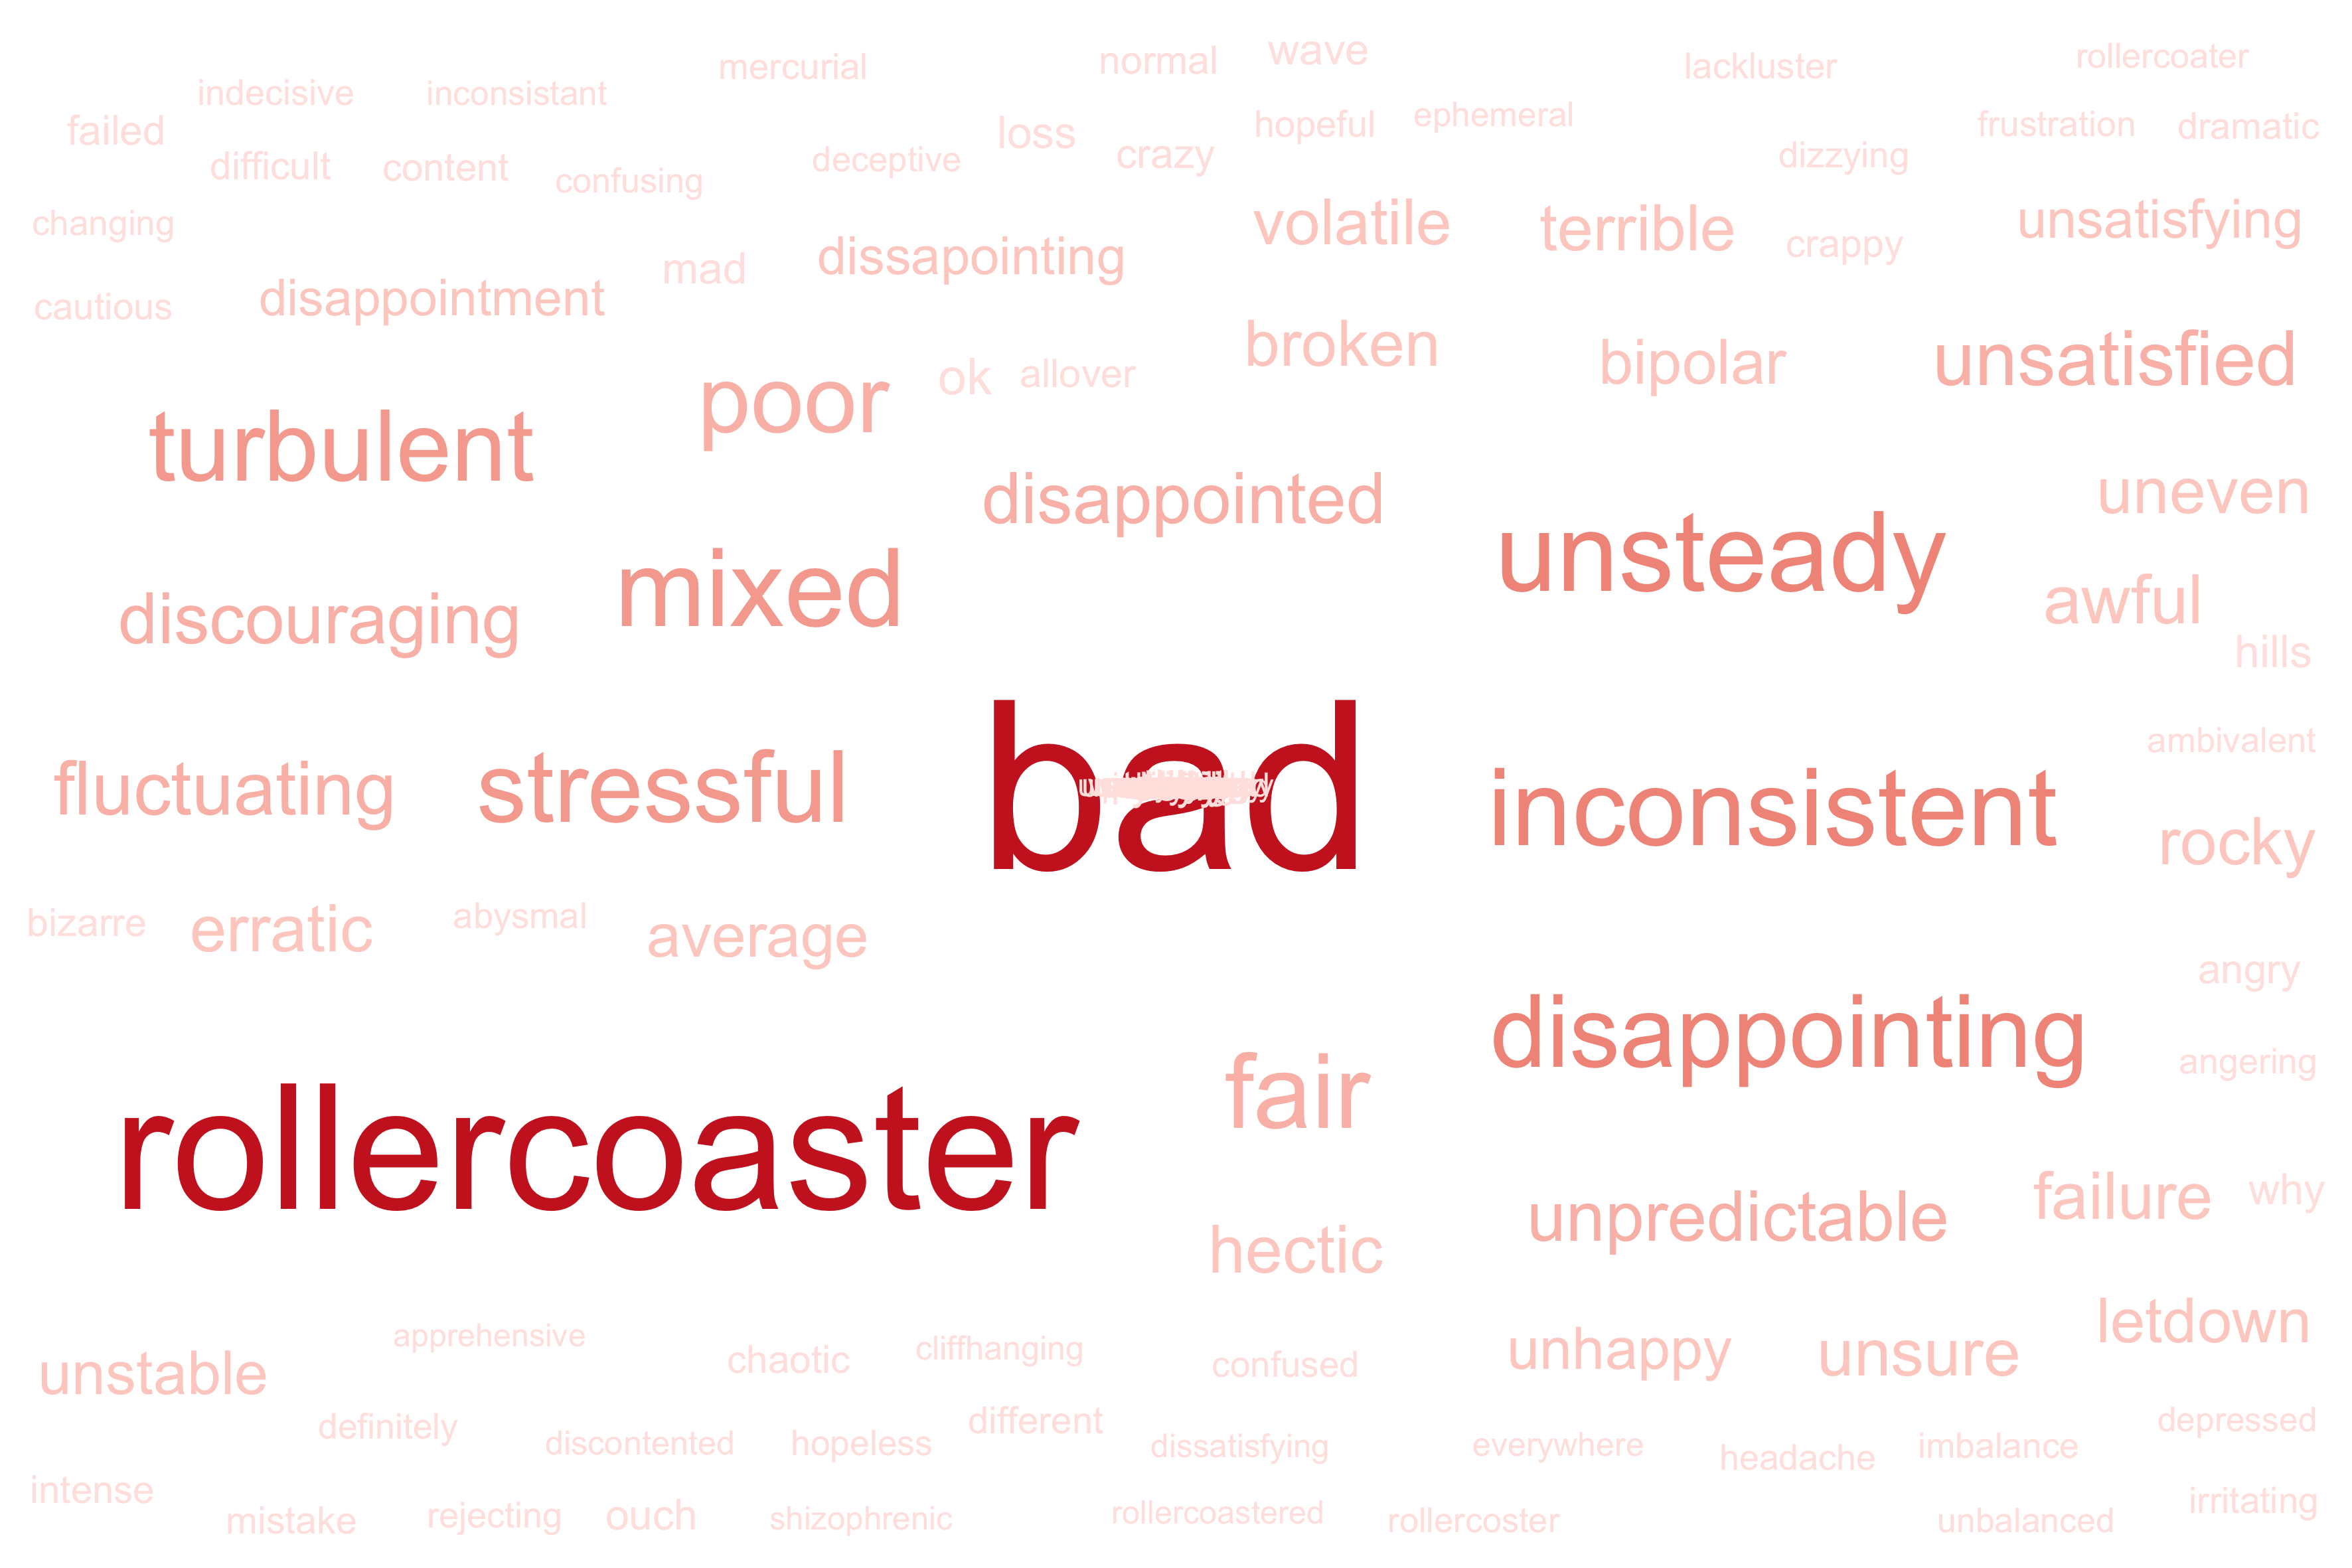 wave
rollercoater
normal
mercurial
lackluster
indecisive
inconsistant
ephemeral
hopeful
frustration
dramatic
failed
loss
crazy
dizzying
deceptive
difficult
content
confusing
changing
volatile
terrible
unsatisfying
crappy
dissapointing
mad
cautious
disappointment
broken
bipolar
unsatisfied
ok
allover
poor
turbulent
disappointed
uneven
unsteady
mixed
awful
discouraging
hills
ambivalent
bad
fluctuating
stressful
inconsistent
rocky
bizarre
erratic
abysmal
average
angry
disappointing
angering
fair
rollercoaster
failure
why
unpredictable
hectic
letdown
apprehensive
cliffhanging
unhappy
unsure
chaotic
confused
unstable
different
depressed
definitely
discontented
hopeless
dissatisfying
everywhere
imbalance
headache
intense
irritating
rollercoastered
rejecting
ouch
mistake
shizophrenic
rollercoster
unbalanced